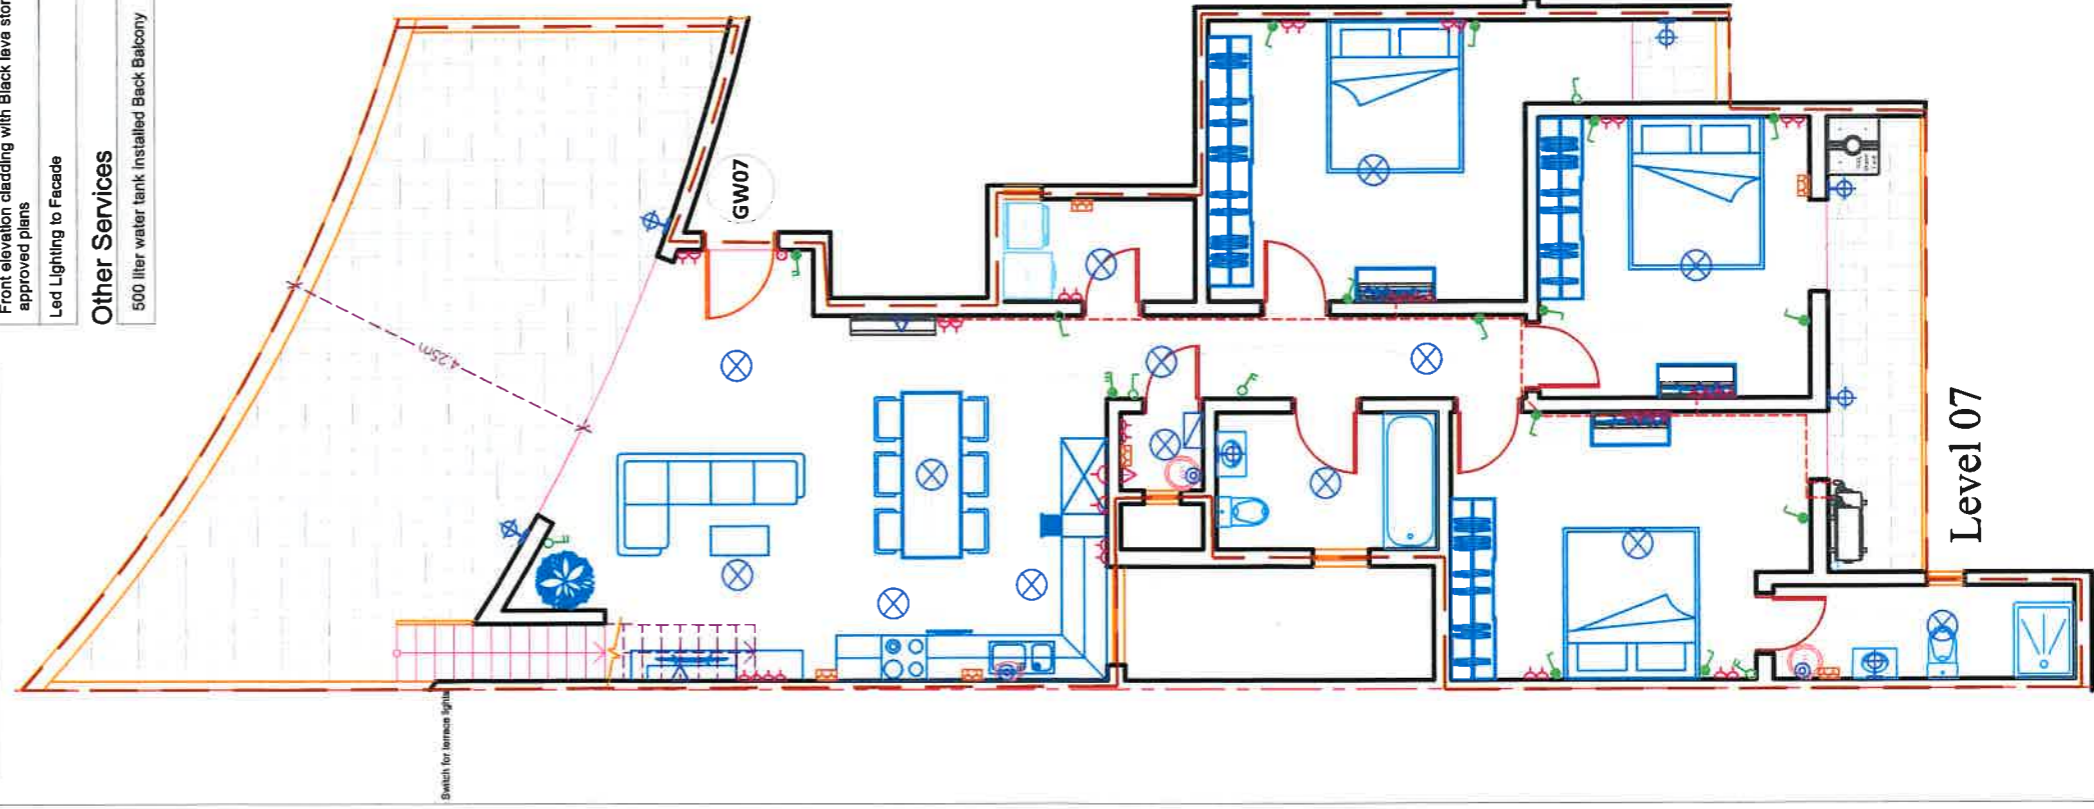 Front elevation cladding with Black lava stor
approved plans
Led Lighting to Facade
Other Services
500 liter water tank installed Back Balcony
GW07
4.25m
Switch for terrace lights
Level 07